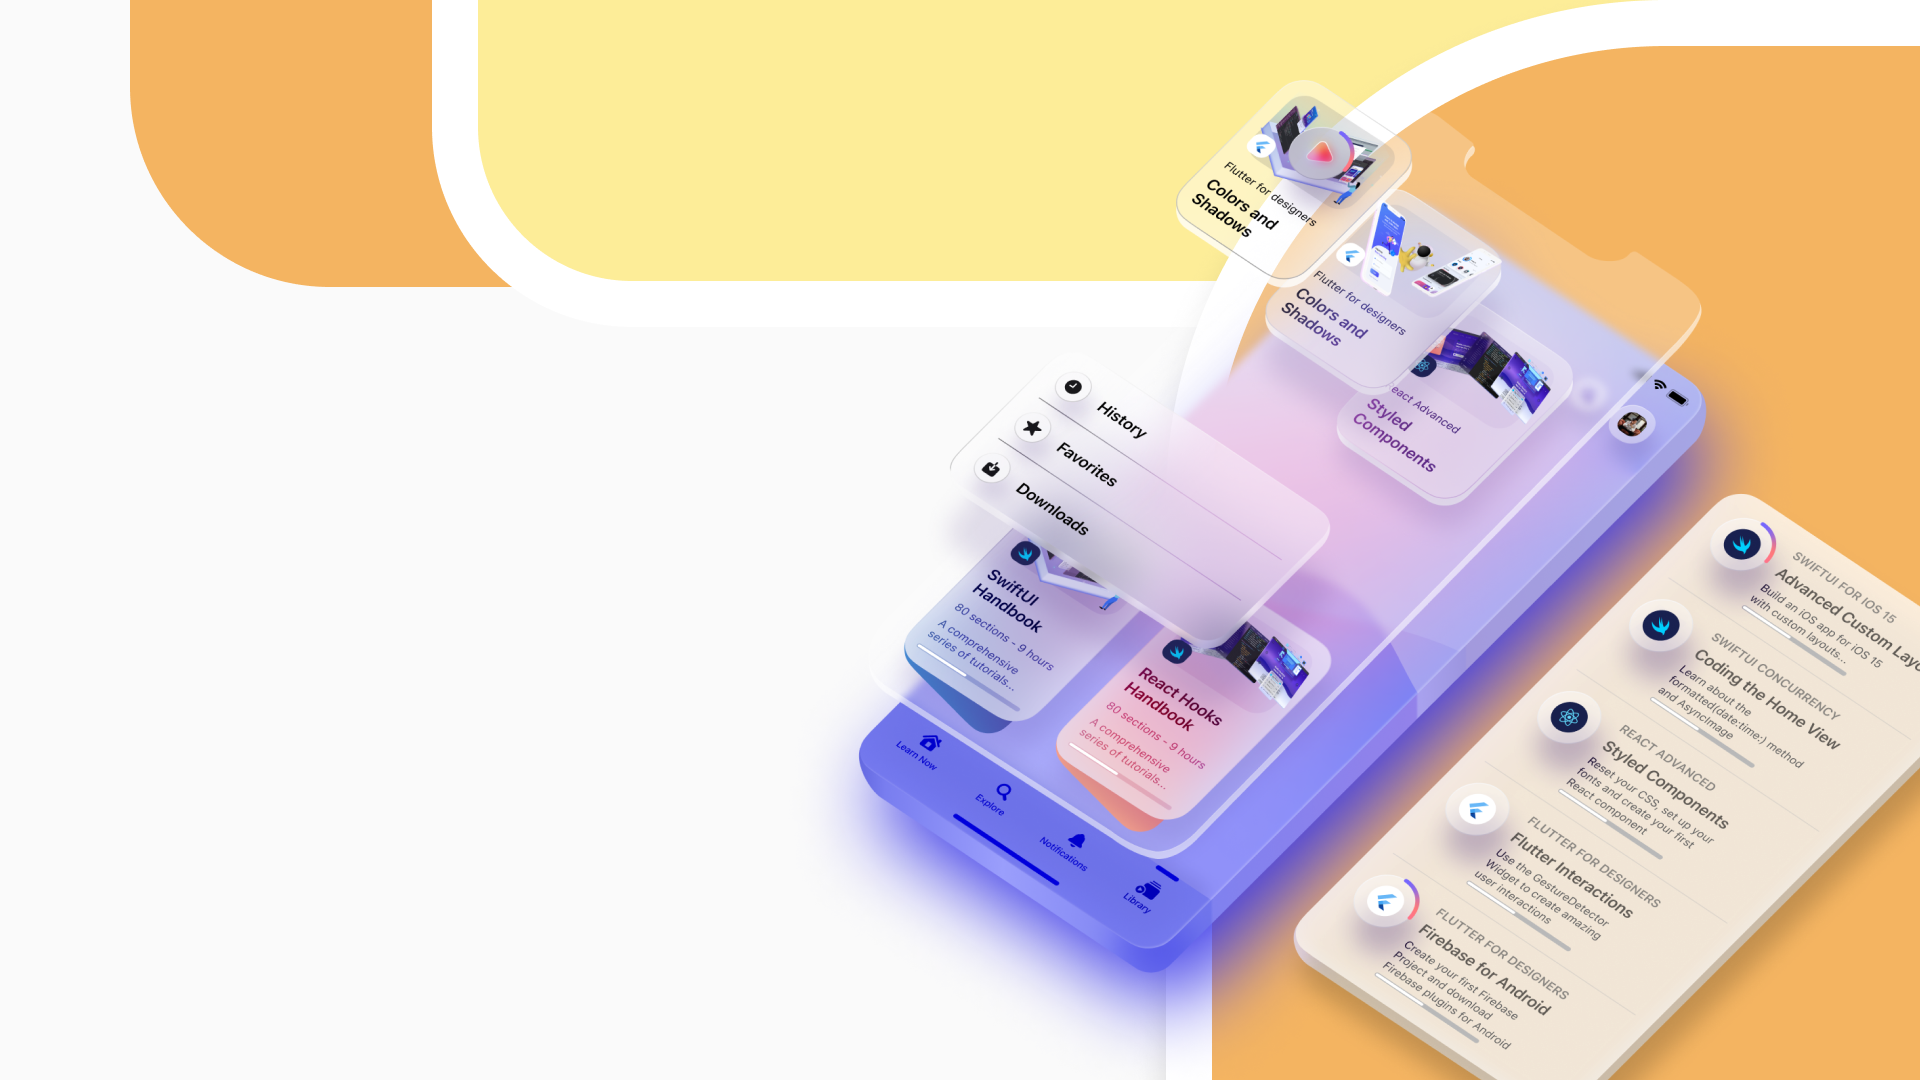 Flutter for designers
Colors and
Shadows
Flutter for designers
Colors and
Shadows
eact Advanced
Styled
Components
History
Favorites
Downloads
SwiftUI
Handbook
80 sections - 9 hours
A comprehensive
series of tutorials...
React Hooks
Handbook
80 sections - 9 hours
A comprehensive
series of tutorials...
Learn Now
Explore
Notifications
Library
SWIFTUI FOR IOS 15
Advanced Custom Layo
Build an iOS app for iOS 15
with custom layouts...
SWIFTUI CONCURRENCY
Coding the Home View
Learn about the
formatted(date:time:) method
and AsyncImage
REACT ADVANCED
Styled Components
Reset your CSS, set up your
fonts and create your first
React component
FLUTTER FOR DESIGNERS
Flutter Interactions
Use the GestureDetector
Widget to create amazing
user interactions
FLUTTER FOR DESIGNERS
Firebase for Android
Create your first Firebase
Project and download
Firebase plugins for Android